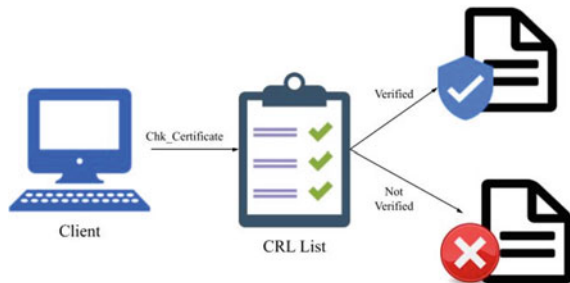 Verified
Chk_Certificate
Not
Verified
Client
CRL List